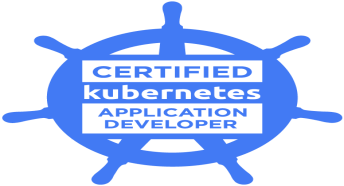 CERTIFIED
kubernetes
APPLICATION
DEVELOPER